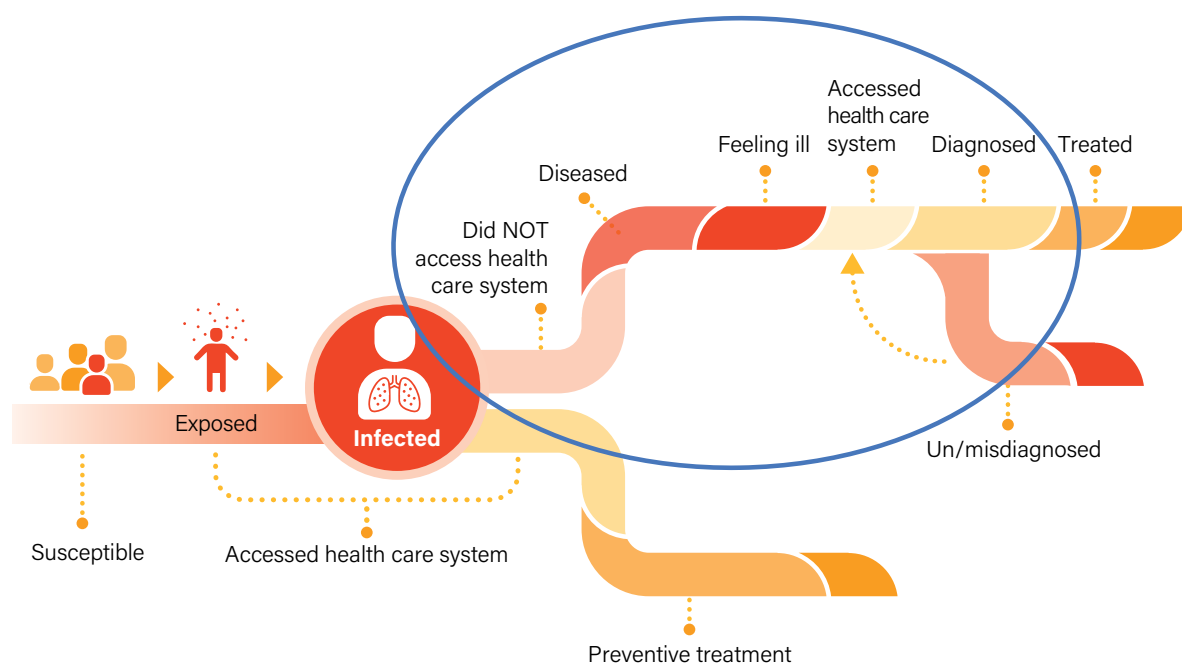 Accessed
health care
system
Feeling ill
Diagnosed
Treated
Diseased
Did NOT
access health
care system
Exposed
Infected
Un/misdiagnosed
Susceptible
Accessed health care system
Preventive treatment